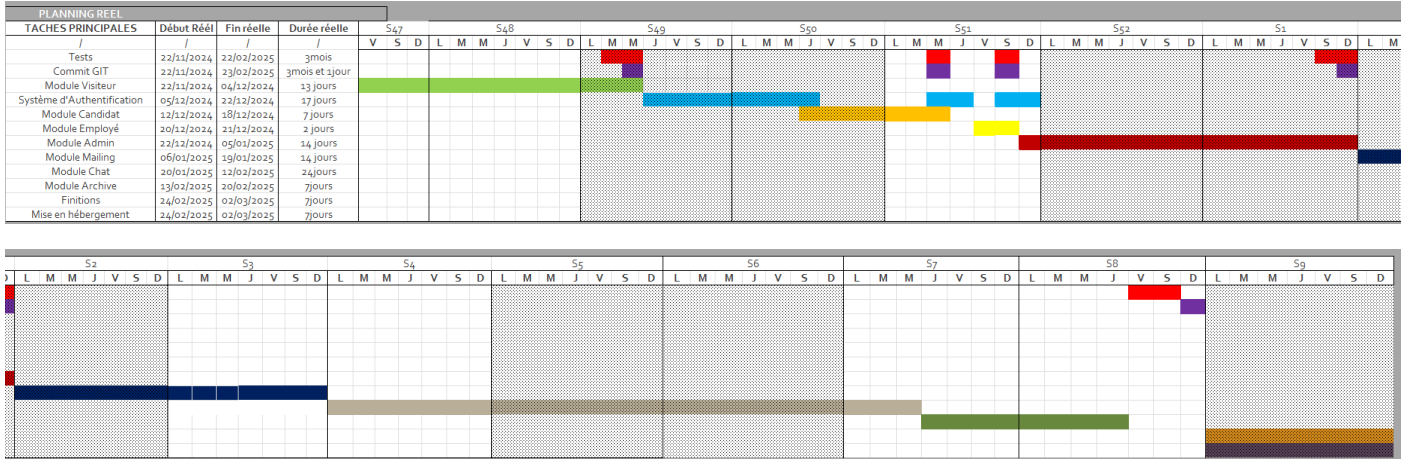 PLANNING REEL
TACHES PRINCIPALES Début Réél Fin réelle Durée réelle S47 S48 S49 S50 S51 S52 S1
/ / / / V S D L M M J V S D L M M J V S D L M M J V S D L M M J V S D L M M J V S D L M M J V S D L M
Tests 22/11/2024 22/02/2025 3mois
Commit GIT 22/11/2024 23/02/2025 3mois et 1jour
Module Visiteur 22/11/2024 04/12/2024 13 jours
Système d'Authentification 05/12/2024 22/12/2024 17 jours
Module Candidat 12/12/2024 18/12/2024 7 jours
Module Employé 20/12/2024 21/12/2024 2 jours
Module Admin 22/12/2024 05/01/2025 14 jours
Module Mailing 06/01/2025 19/01/2025 14 jours
Module Chat 20/01/2025 12/02/2025 24jours
Module Archive 13/02/2025 20/02/2025 7jours
Finitions 24/02/2025 02/03/2025 7jours
Mise en hébergement 24/02/2025 02/03/2025 7jours
S2 S3 S4 S5 S6 S7 S8 S9
D L M M J V S D L M M J V S D L M M J V S D L M M J V S D L M M J V S D L M M J V S D L M M J V S D L M M J V S D